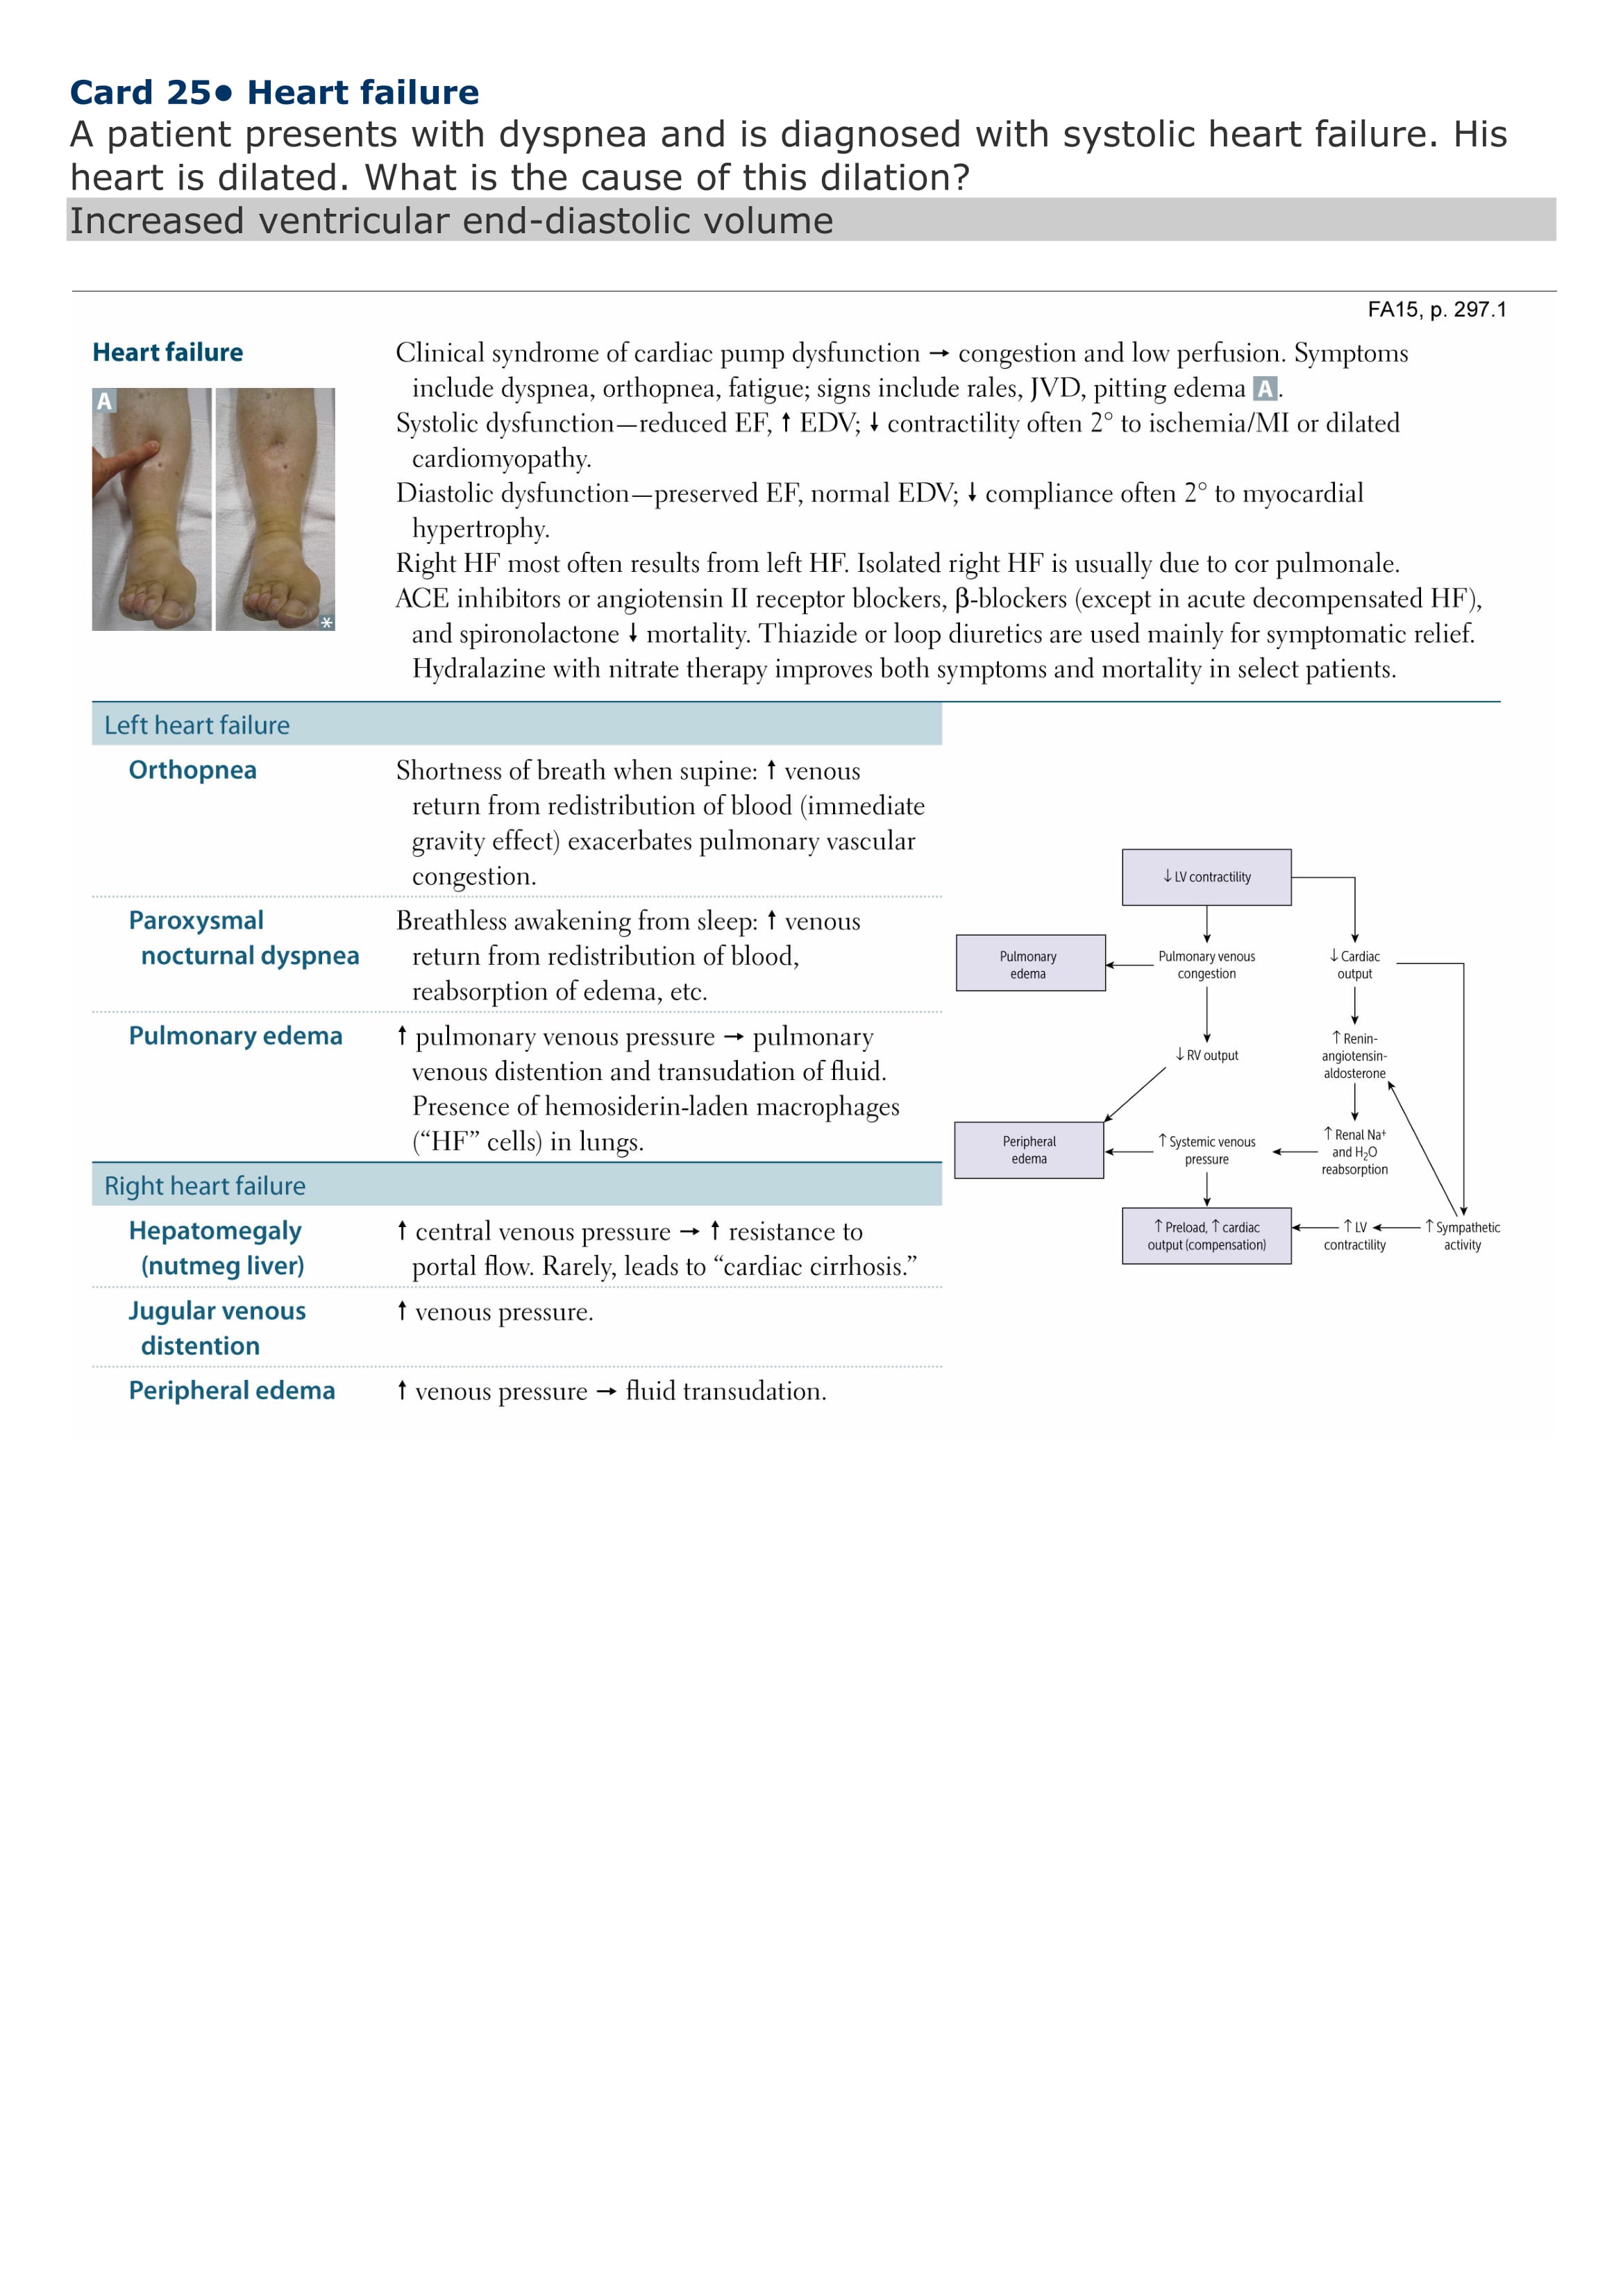 Card 25● Heart failure
A patient presents with dyspnea and is diagnosed with systolic heart failure. His
heart is dilated. What is the cause of this dilation?
Increased ventricular end-diastolic volume
FA15, p. 297.1
Heart failure
A
*
Clinical syndrome of cardiac pump dysfunction → congestion and low perfusion. Symptoms
include dyspnea, orthopnea, fatigue; signs include rales, JVD, pitting edema A.
Systolic dysfunction—reduced EF, ↑ EDV; ↓ contractility often 2° to ischemia/MI or dilated
cardiomyopathy.
Diastolic dysfunction—preserved EF, normal EDV; ↓ compliance often 2° to myocardial
hypertrophy.
Right HF most often results from left HF. Isolated right HF is usually due to cor pulmonale.
ACE inhibitors or angiotensin II receptor blockers, β-blockers (except in acute decompensated HF),
and spironolactone ↓ mortality. Thiazide or loop diuretics are used mainly for symptomatic relief.
Hydralazine with nitrate therapy improves both symptoms and mortality in select patients.
Left heart failure
Orthopnea
Shortness of breath when supine: ↑ venous
return from redistribution of blood (immediate
gravity effect) exacerbates pulmonary vascular
congestion.
Paroxysmal
nocturnal dyspnea
Breathless awakening from sleep: ↑ venous
return from redistribution of blood,
reabsorption of edema, etc.
Pulmonary edema
↑ pulmonary venous pressure → pulmonary
venous distention and transudation of fluid.
Presence of hemosiderin-laden macrophages
(“HF” cells) in lungs.
Right heart failure
Hepatomegaly
(nutmeg liver)
↑ central venous pressure → ↑ resistance to
portal flow. Rarely, leads to “cardiac cirrhosis.”
Jugular venous
distention
↑ venous pressure.
Peripheral edema
↑ venous pressure → fluid transudation.
↓ LV contractility
Pulmonary
edema
Pulmonary venous
congestion
↓ Cardiac
output
↓ RV output
↑ Renin-
angiotensin-
aldosterone
Peripheral
edema
↑ Systemic venous
pressure
↑ Renal Na⁺
and H₂O
reabsorption
↑ Preload, ↑ cardiac
output (compensation)
↑ LV
contractility
↑ Sympathetic
activity